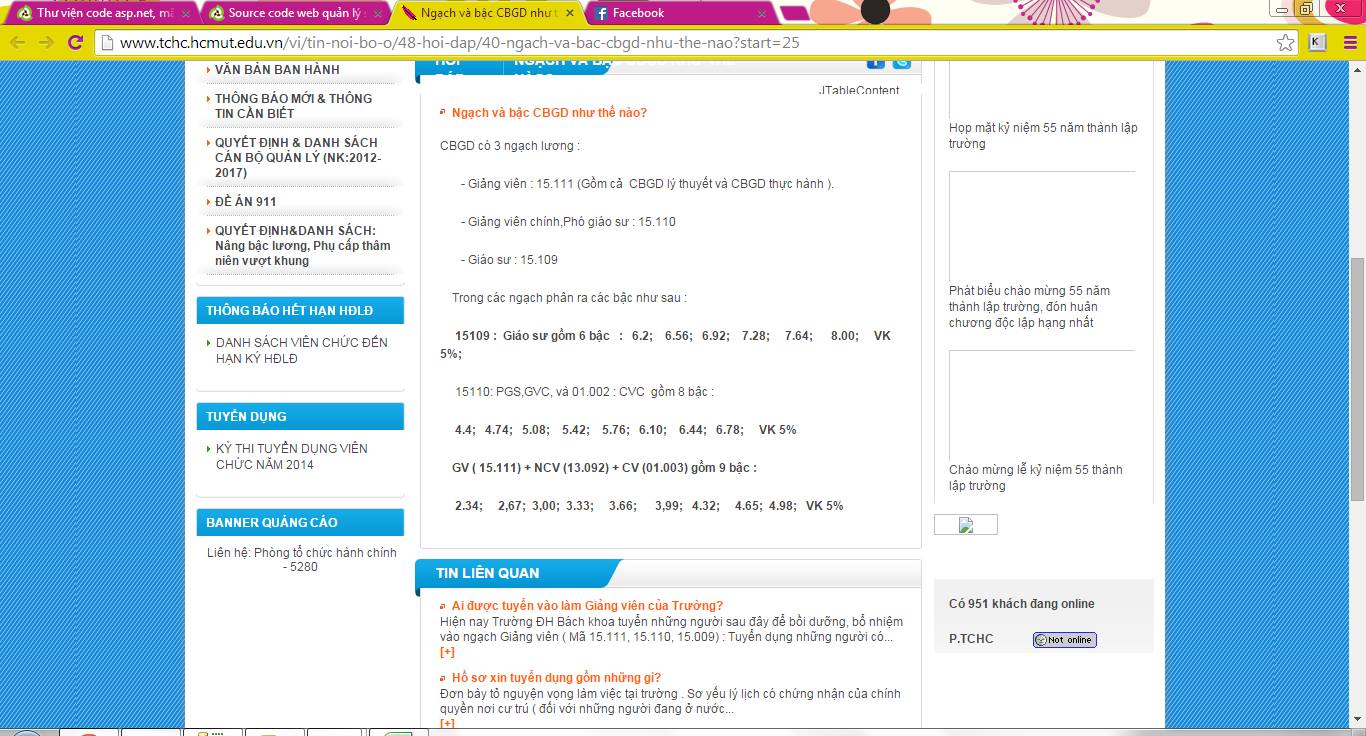 Thư viện code asp.net, mã
Source code web quản lý
Ngạch và bậc CBGD như t
Facebook
www.tchc.hcmut.edu.vn/vi/tin-noi-bo-o/48-hoi-dap/40-ngach-va-bac-cbgd-nhu-the-nao?start=25
VĂN BẢN BAN HÀNH
THÔNG BÁO MỚI & THÔNG
TIN CẦN BIẾT
QUYẾT ĐỊNH & DANH SÁCH
CÁN BỘ QUẢN LÝ (NK:2012-
2017)
ĐỀ ÁN 911
QUYẾT ĐỊNH&DANH SÁCH:
Nâng bậc lương, Phụ cấp thâm
niên vượt khung
THÔNG BÁO HẾT HẠN HĐLĐ
DANH SÁCH VIÊN CHỨC ĐẾN
HẠN KÝ HĐLĐ
TUYỂN DỤNG
KỲ THI TUYỂN DỤNG VIÊN
CHỨC NĂM 2014
BANNER QUẢNG CÁO
Liên hệ: Phòng tổ chức hành chính
- 5280
JTableContent
Ngạch và bậc CBGD như thế nào?
CBGD có 3 ngạch lương :
- Giảng viên : 15.111 (Gồm cả CBGD lý thuyết và CBGD thực hành ).
- Giảng viên chính,Phó giáo sư : 15.110
- Giáo sư : 15.109
Trong các ngạch phân ra các bậc như sau :
15109 : Giáo sư gồm 6 bậc : 6.2; 6.56; 6.92; 7.28; 7.64; 8.00; VK
5%;
15110: PGS,GVC, và 01.002 : CVC gồm 8 bậc :
4.4; 4.74; 5.08; 5.42; 5.76; 6.10; 6.44; 6.78; VK 5%
GV ( 15.111) + NCV (13.092) + CV (01.003) gồm 9 bậc :
2.34; 2,67; 3,00; 3.33; 3.66; 3,99; 4.32; 4.65; 4.98; VK 5%
TIN LIÊN QUAN
Ai được tuyển vào làm Giảng viên của Trường?
Hiện nay Trường ĐH Bách khoa tuyển những người sau đây để bồi dưỡng, bổ nhiệm
vào ngạch Giảng viên ( Mã 15.111, 15.110, 15.009) : Tuyển dụng những người có...
[+]
Hồ sơ xin tuyển dụng gồm những gì?
Đơn bày tỏ nguyện vọng làm việc tại trường . Sơ yếu lý lịch có chứng nhận của chính
quyền nơi cư trú ( đối với những người đang ở nước...
[+]
Họp mặt kỷ niệm 55 năm thành lập
trường
Phát biểu chào mừng 55 năm
thành lập trường, đón huân
chương độc lập hạng nhất
Chào mừng lễ kỷ niệm 55 thành
lập trường
Có 951 khách đang online
P.TCHC
Not online